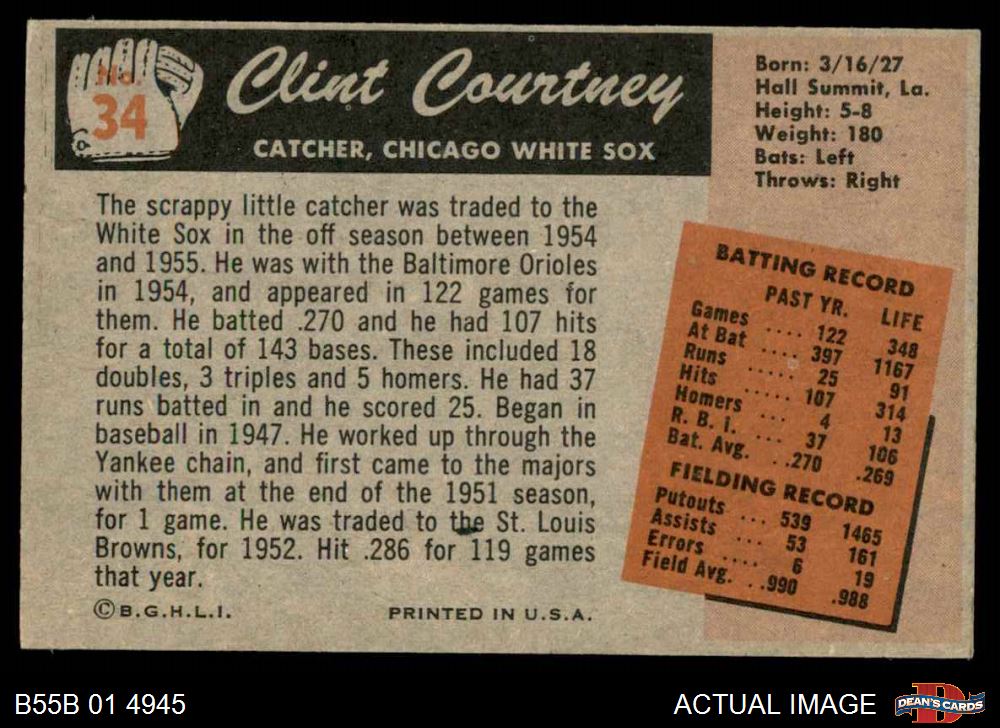 No.
34
Clint Courtney
CATCHER, CHICAGO WHITE SOX
Born: 3/16/27
Hall Summit, La.
Height: 5-8
Weight: 180
Bats: Left
Throws: Right
The scrappy little catcher was traded to the
White Sox in the off season between 1954
and 1955. He was with the Baltimore Orioles
in 1954, and appeared in 122 games for
them. He batted .270 and he had 107 hits
for a total of 143 bases. These included 18
doubles, 3 triples and 5 homers. He had 37
runs batted in and he scored 25. Began in
baseball in 1947. He worked up through the
Yankee chain, and first came to the majors
with them at the end of the 1951 season,
for 1 game. He was traded to the St. Louis
Browns, for 1952. Hit .286 for 119 games
that year.
BATTING RECORD
PAST YR. LIFE
Games .... 122 348
At Bat .... 397 1167
Runs ..... 25 91
Hits ..... 107 314
Homers ... 4 13
R. B. I. ... 37 106
Bat. Avg. ...270 .269
FIELDING RECORD
Putouts ... 539 1465
Assists ... 53 161
Errors .... 6 19
Field Avg. ..990 .988
©B.G.H.L.I. PRINTED IN U.S.A.
B55B 01 4945
ACTUAL IMAGE
DEAN'S CARDS